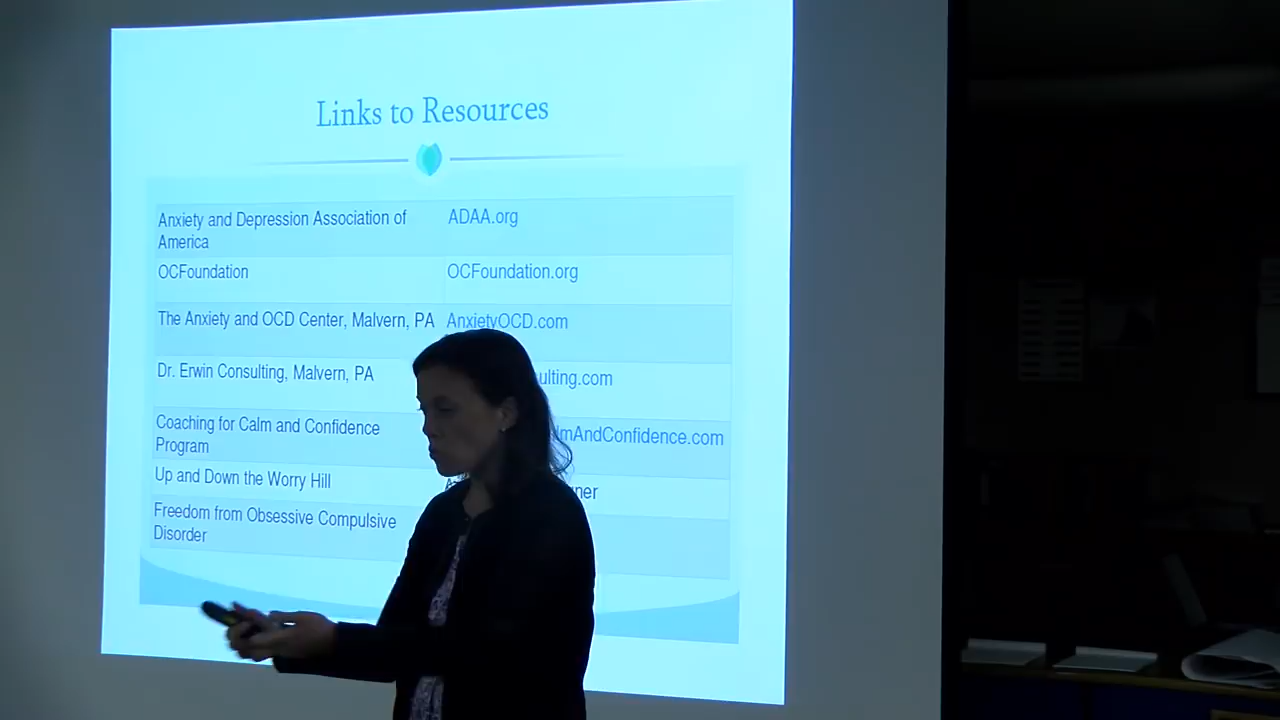 Links to Resources
Anxiety and Depression Association of America ADAA.org
OCFoundation OCFoundation.org
The Anxiety and OCD Center, Malvern, PA AnxietyOCD.com
Dr. Erwin Consulting, Malvern, PA ulting.com
Coaching for Calm and Confidence Program lmAndConfidence.com
Up and Down the Worry Hill ner
Freedom from Obsessive Compulsive Disorder